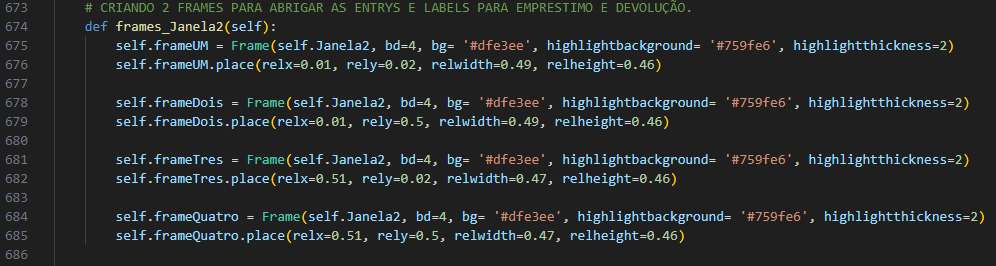 673 # CRIANDO 2 FRAMES PARA ABRIGAR AS ENTRYS E LABELS PARA EMPRESTIMO E DEVOLUÇÃO.
674 def frames_Janela2(self):
675 self.frameUM = Frame(self.Janela2, bd=4, bg= '#dfe3ee', highlightbackground= '#759fe6', highlightthickness=2)
676 self.frameUM.place(relx=0.01, rely=0.02, relwidth=0.49, relheight=0.46)
677
678 self.frameDois = Frame(self.Janela2, bd=4, bg= '#dfe3ee', highlightbackground= '#759fe6', highlightthickness=2)
679 self.frameDois.place(relx=0.01, rely=0.5, relwidth=0.49, relheight=0.46)
680
681 self.frameTres = Frame(self.Janela2, bd=4, bg= '#dfe3ee', highlightbackground= '#759fe6', highlightthickness=2)
682 self.frameTres.place(relx=0.51, rely=0.02, relwidth=0.47, relheight=0.46)
683
684 self.frameQuatro = Frame(self.Janela2, bd=4, bg= '#dfe3ee', highlightbackground= '#759fe6', highlightthickness=2)
685 self.frameQuatro.place(relx=0.51, rely=0.5, relwidth=0.47, relheight=0.46)
686